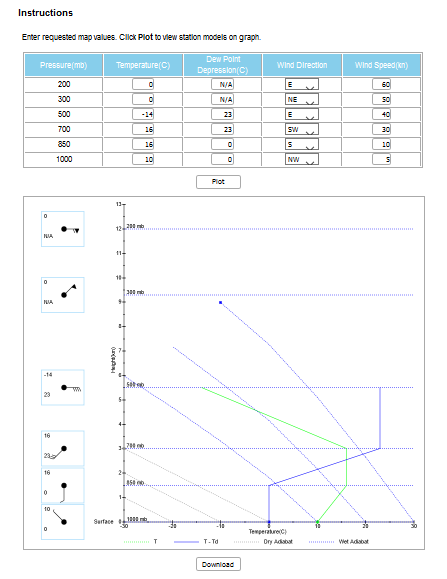 Instructions
Enter requested map values. Click Plot to view station models on graph.
Pressure(mb) Temperature(C) Dew Point Depression(C) Wind Direction Wind Speed(kn)
200 0 N/A E 60
300 0 N/A NE 50
500 -14 23 E 40
700 16 23 SW 30
850 16 0 S 10
1000 10 0 NW 5
Plot
0
N/A
0
N/A
-14
23
16
23
16
0
10
0
13
12
11
10
9
8
7
6
5
4
3
2
1
0
Height(km)
200 mb
300 mb
500 mb
700 mb
850 mb
1000 mb
Surface
-30 -20 -10 0 10 20 30
Temperature(C)
T T - Td Dry Adiabat Wet Adiabat
Download